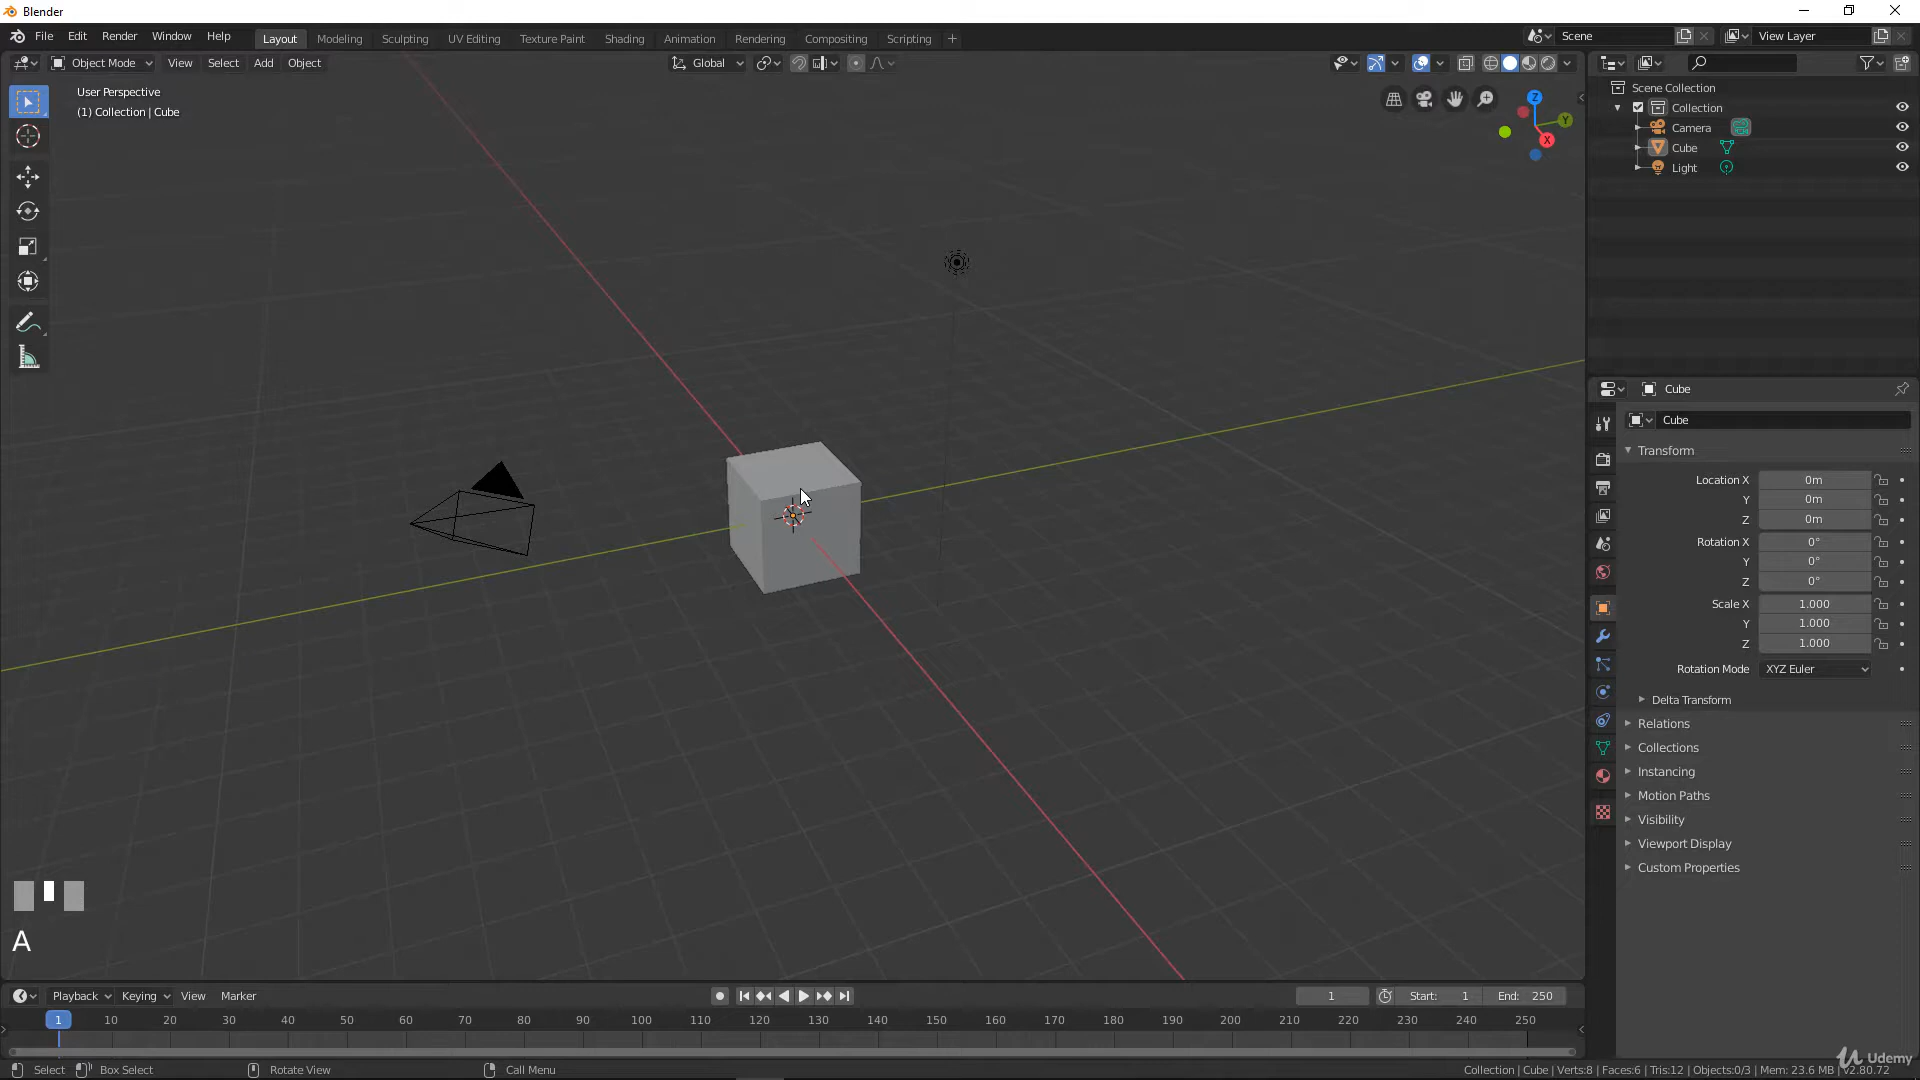 Blender
File Edit Render Window Help
Layout Modeling Sculpting UV Editing Texture Paint Shading Animation Rendering Compositing Scripting +
Scene
View Layer
Object Mode View Select Add Object
Global
User Perspective
(1) Collection | Cube
Z
Y
X
Scene Collection
Collection
Camera
Cube
Light
Cube
Cube
Transform
Location X 0m
Y 0m
Z 0m
Rotation X 0°
Y 0°
Z 0°
Scale X 1.000
Y 1.000
Z 1.000
Rotation Mode XYZ Euler
Delta Transform
Relations
Collections
Instancing
Motion Paths
Visibility
Viewport Display
Custom Properties
A
Playback Keying View Marker
1 Start: 1 End: 250
1 10 20 30 40 50 60 70 80 90 100 110 120 130 140 150 160 170 180 190 200 210 220 230 240 250
Select Box Select Rotate View Call Menu
Collection | Cube | Verts:8 | Faces:6 | Tris:12 | Objects:0/3 | Mem: 23.6 MB | v2.80.72
Udemy